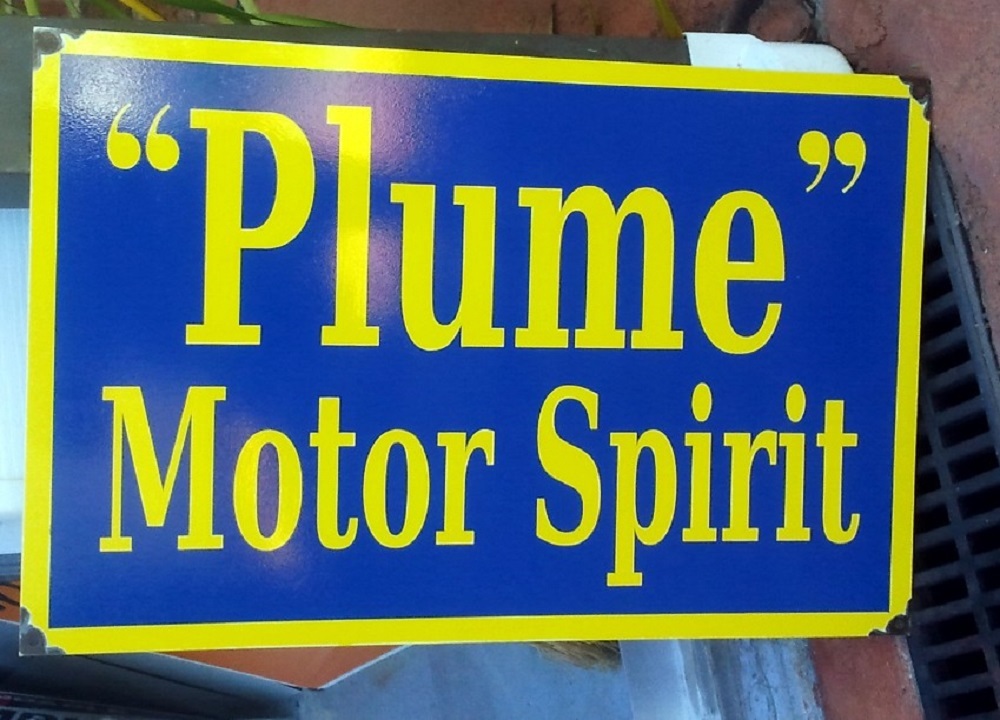 “Plume”
Motor Spirit